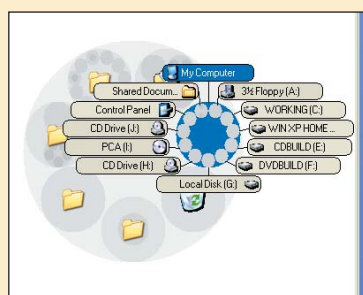 My Computer
Shared Docum...
3½ Floppy (A:)
Control Panel
WORKING (C:)
CD Drive (J:)
WIN XP HOME ...
PCA (I:)
CDBUILD (E:)
CD Drive (H:)
DVDBUILD (F:)
Local Disk (G:)